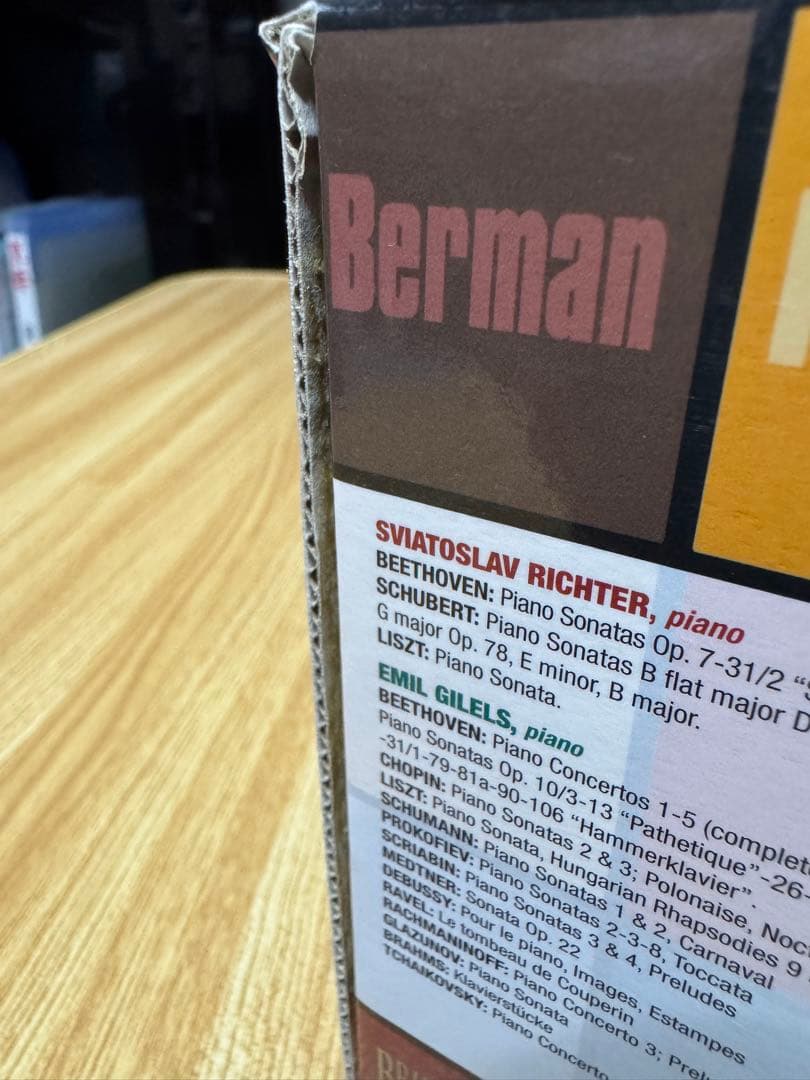 Berman
SVIATOSLAV RICHTER, piano
BEETHOVEN: Piano Sonatas Op. 7-31/2 “
SCHUBERT: Piano Sonatas B flat major D
G major Op. 78, E minor, B major.
LISZT: Piano Sonata.
EMIL GILELS, piano
BEETHOVEN: Piano Concertos 1-5 (complet
Piano Sonatas Op. 10/3-13 “Pathetique”-26-
-31/1-79-81a-90-106 “Hammerklavier”.
CHOPIN: Piano Sonatas 2 & 3; Polonaise, Noct
LISZT: Piano Sonata, Hungarian Rhapsodies 9
SCHUMANN: Piano Sonatas 1 & 2, Carnaval
PROKOFIEV: Piano Sonatas 2-3-8, Toccata
SCRIABIN: Piano Sonatas 3 & 4, Preludes
MEDTNER: Sonata Op. 22
DEBUSSY: Pour le piano, Images, Estampes
RAVEL: Le tombeau de Couperin
RACHMANINOFF: Piano Concerto 3; Prel
GLAZUNOV: Piano Sonata
BRAHMS: Klavierstücke
TCHAIKOVSKY: Piano Concerto